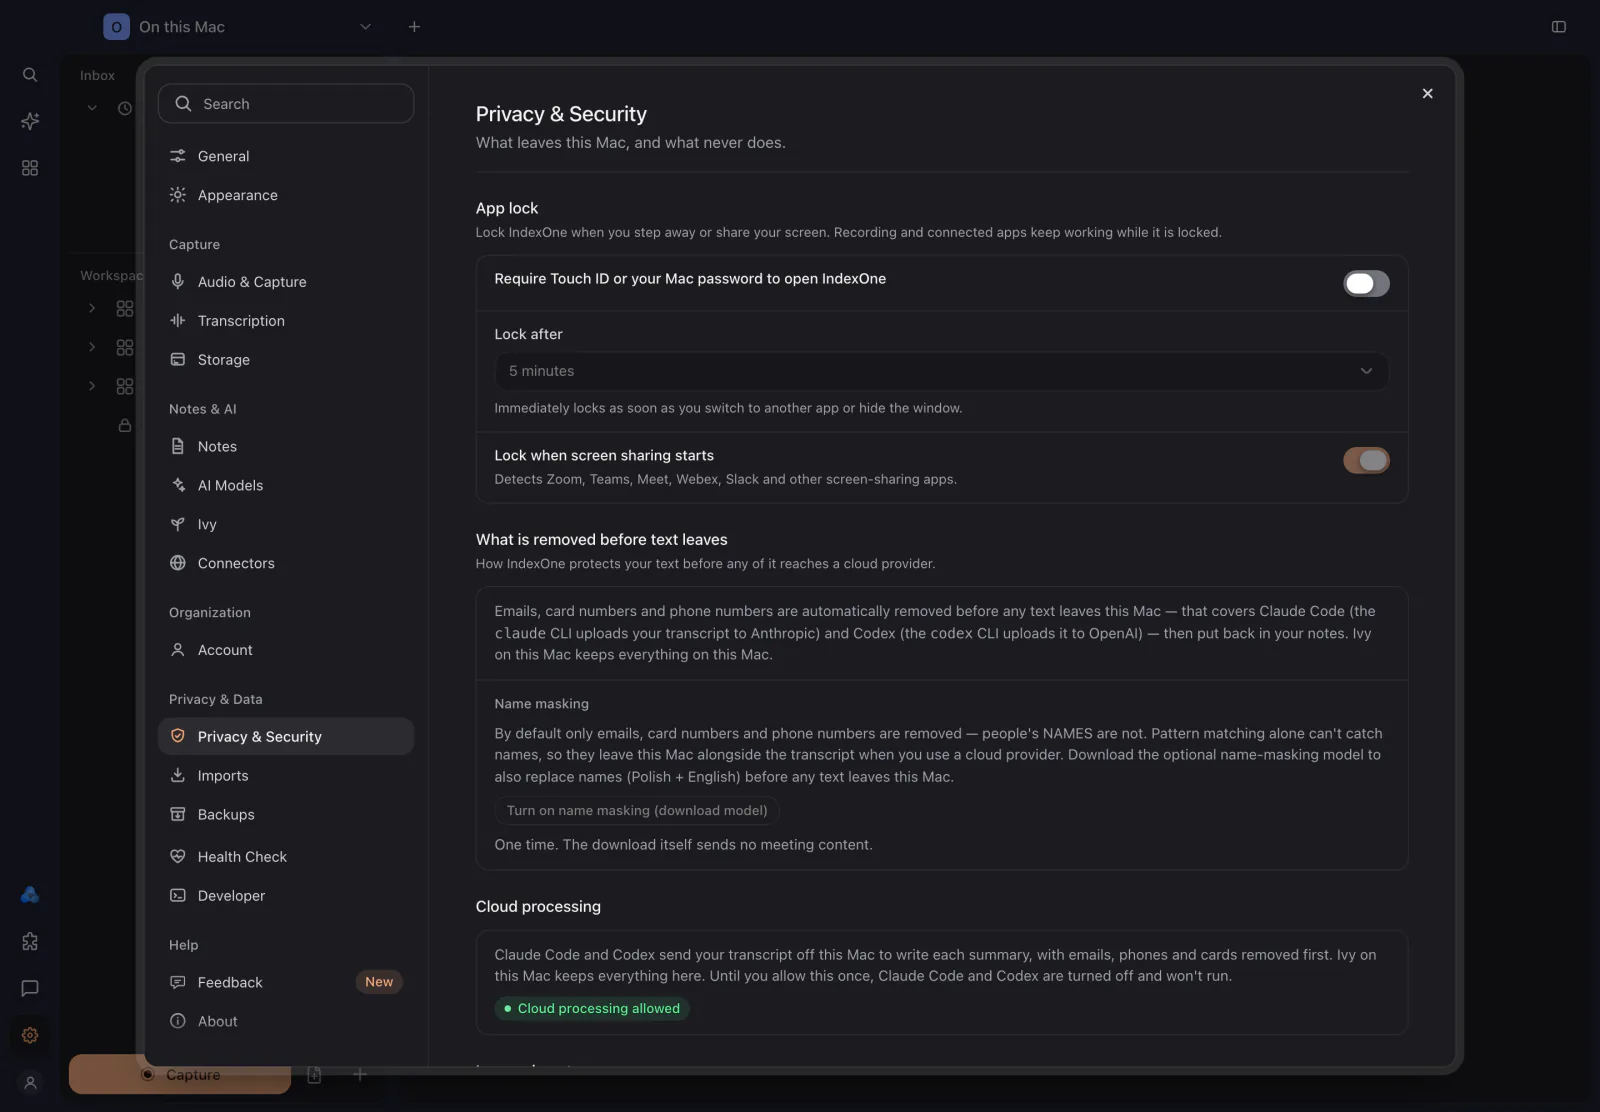 O On this Mac
Inbox
Workspac
Capture
Search
General
Appearance
Capture
Audio & Capture
Transcription
Storage
Notes & AI
Notes
AI Models
Ivy
Connectors
Organization
Account
Privacy & Data
Privacy & Security
Imports
Backups
Health Check
Developer
Help
Feedback New
About
Privacy & Security
What leaves this Mac, and what never does.
App lock
Lock IndexOne when you step away or share your screen. Recording and connected apps keep working while it is locked.
Require Touch ID or your Mac password to open IndexOne
Lock after
5 minutes
Immediately locks as soon as you switch to another app or hide the window.
Lock when screen sharing starts
Detects Zoom, Teams, Meet, Webex, Slack and other screen-sharing apps.
What is removed before text leaves
How IndexOne protects your text before any of it reaches a cloud provider.
Emails, card numbers and phone numbers are automatically removed before any text leaves this Mac — that covers Claude Code (the
claude CLI uploads your transcript to Anthropic) and Codex (the codex CLI uploads it to OpenAI) — then put back in your notes. Ivy
on this Mac keeps everything on this Mac.
Name masking
By default only emails, card numbers and phone numbers are removed — people's NAMES are not. Pattern matching alone can't catch
names, so they leave this Mac alongside the transcript when you use a cloud provider. Download the optional name-masking model to
also replace names (Polish + English) before any text leaves this Mac.
Turn on name masking (download model)
One time. The download itself sends no meeting content.
Cloud processing
Claude Code and Codex send your transcript off this Mac to write each summary, with emails, phones and cards removed first. Ivy on
this Mac keeps everything here. Until you allow this once, Claude Code and Codex are turned off and won't run.
Cloud processing allowed